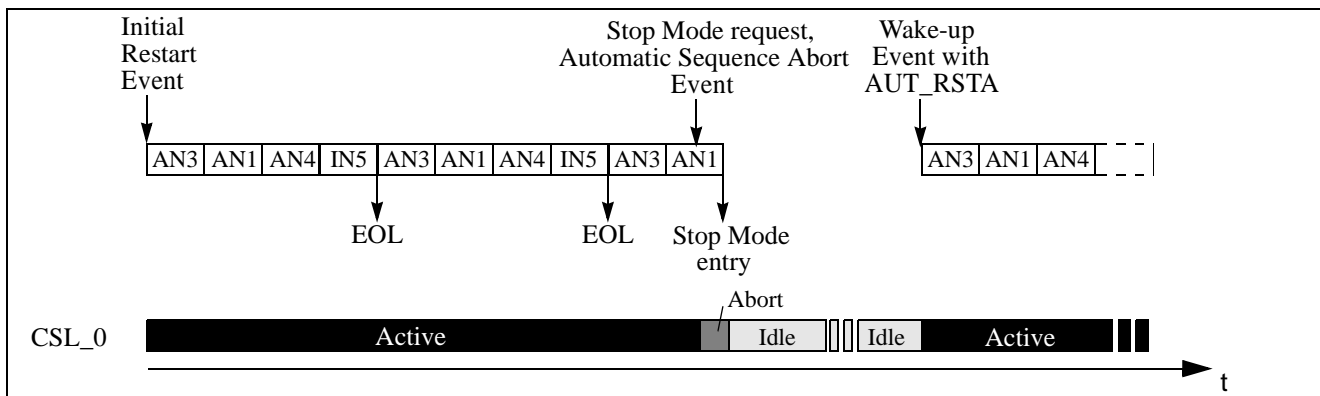 Initial
Restart
Event
Stop Mode request,
Automatic Sequence Abort
Event
Wake-up
Event with
AUT_RSTA
AN3 AN1 AN4 IN5 AN3 AN1 AN4 IN5 AN3 AN1
AN3 AN1 AN4
EOL
EOL
Stop Mode
entry
Abort
CSL_0
Active
Idle
Idle
Active
t